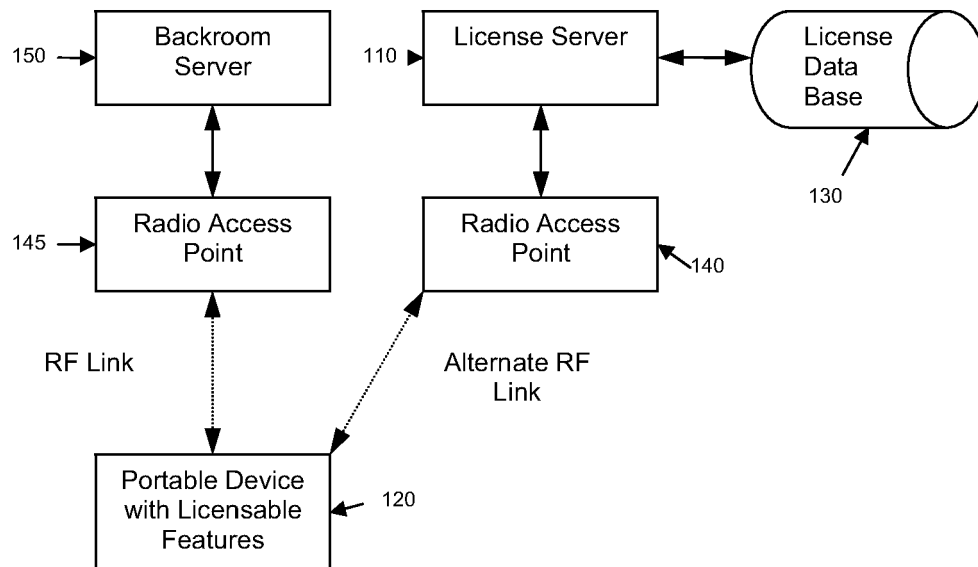 150
Backroom
Server
110
License Server
License
Data
Base
130
145
Radio Access
Point
Radio Access
Point
140
RF Link
Alternate RF
Link
Portable Device
with Licensable
Features
120